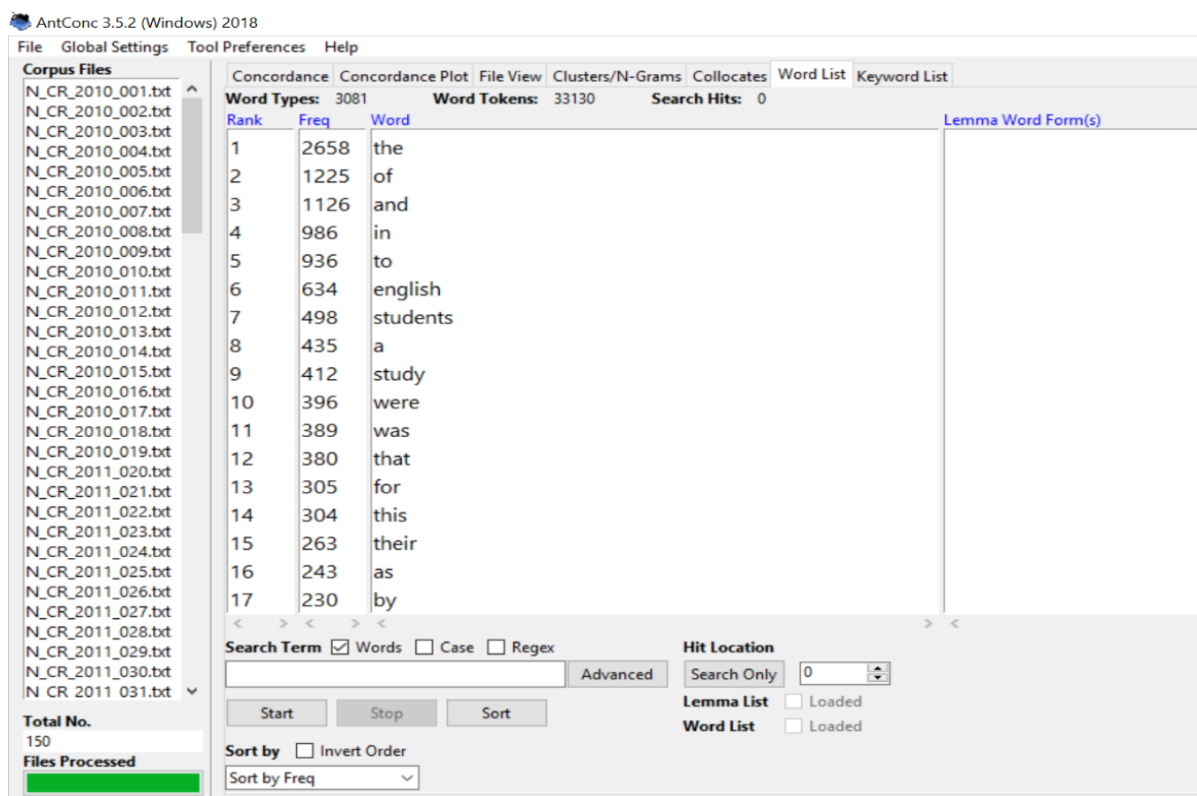 AntConc 3.5.2 (Windows) 2018
File Global Settings Tool Preferences Help
Corpus Files
N_CR_2010_001.txt
N_CR_2010_002.txt
N_CR_2010_003.txt
N_CR_2010_004.txt
N_CR_2010_005.txt
N_CR_2010_006.txt
N_CR_2010_007.txt
N_CR_2010_008.txt
N_CR_2010_009.txt
N_CR_2010_010.txt
N_CR_2010_011.txt
N_CR_2010_012.txt
N_CR_2010_013.txt
N_CR_2010_014.txt
N_CR_2010_015.txt
N_CR_2010_016.txt
N_CR_2010_017.txt
N_CR_2010_018.txt
N_CR_2010_019.txt
N_CR_2011_020.txt
N_CR_2011_021.txt
N_CR_2011_022.txt
N_CR_2011_023.txt
N_CR_2011_024.txt
N_CR_2011_025.txt
N_CR_2011_026.txt
N_CR_2011_027.txt
N_CR_2011_028.txt
N_CR_2011_029.txt
N_CR_2011_030.txt
N_CR_2011_031.txt
Total No.
150
Files Processed
Concordance Concordance Plot File View Clusters/N-Grams Collocates Word List Keyword List
Word Types: 3081 Word Tokens: 33130 Search Hits: 0
Rank Freq Word Lemma Word Form(s)
1 2658 the
2 1225 of
3 1126 and
4 986 in
5 936 to
6 634 english
7 498 students
8 435 a
9 412 study
10 396 were
11 389 was
12 380 that
13 305 for
14 304 this
15 263 their
16 243 as
17 230 by
Search Term Words Case Regex Hit Location
Advanced Search Only 0
Start Stop Sort Lemma List Loaded
Word List Loaded
Sort by Invert Order
Sort by Freq